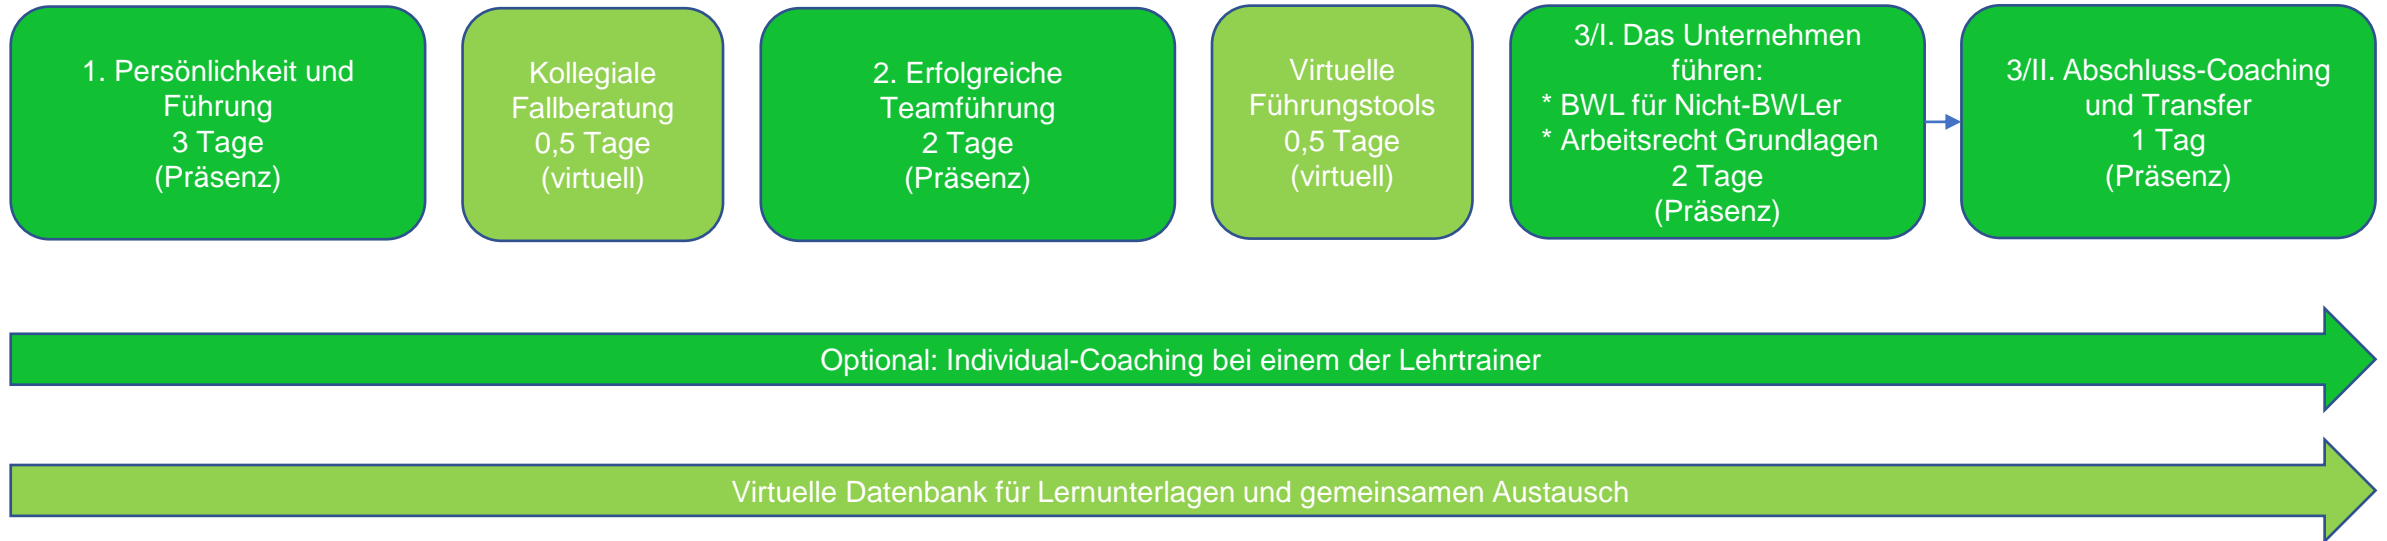 1. Persönlichkeit und
Führung
3 Tage
(Präsenz)
Kollegiale
Fallberatung
0,5 Tage
(virtuell)
2. Erfolgreiche
Teamführung
2 Tage
(Präsenz)
Virtuelle
Führungstools
0,5 Tage
(virtuell)
3/I. Das Unternehmen
führen:
* BWL für Nicht-BWLer
* Arbeitsrecht Grundlagen
2 Tage
(Präsenz)
3/II. Abschluss-Coaching
und Transfer
1 Tag
(Präsenz)
Optional: Individual-Coaching bei einem der Lehrtrainer
Virtuelle Datenbank für Lernunterlagen und gemeinsamen Austausch